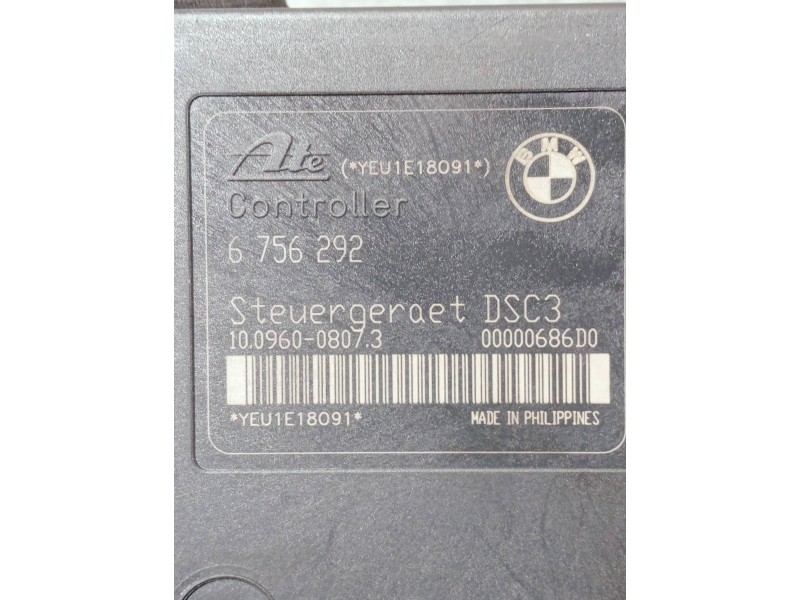 Ate (*YEU1E18091*) BMW
Controller
6 756 292
Steuergeraet DSC3
10.0960-0807.3 00000686D0
*YEU1E18091* MADE IN PHILIPPINES